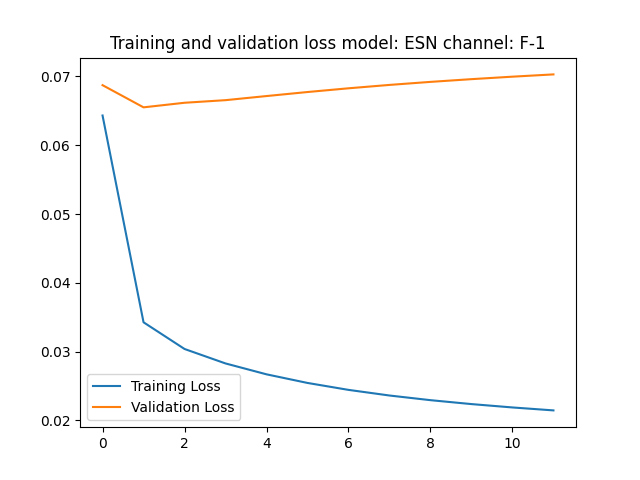 Training and validation loss model: ESN channel: F-1
0.07
0.06
0.05
0.04
0.03
0.02
Training Loss
Validation Loss
0 2 4 6 8 10